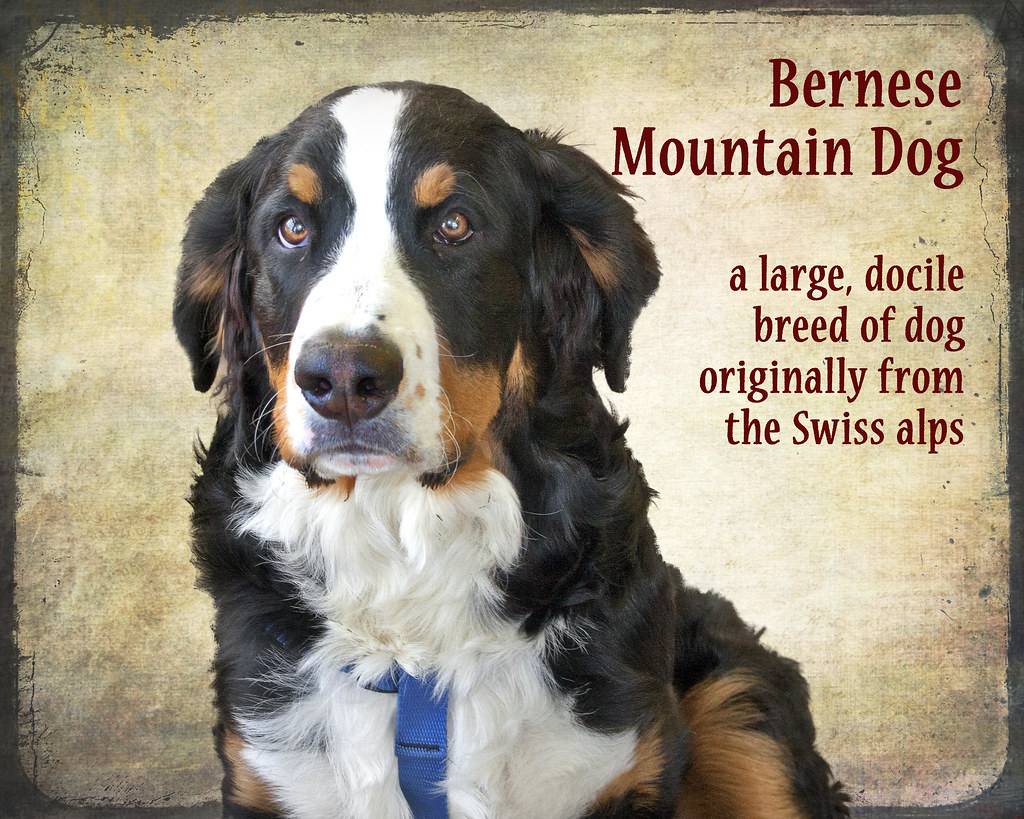 Bernese
Mountain Dog
a large, docile
breed of dog
originally from
the Swiss alps